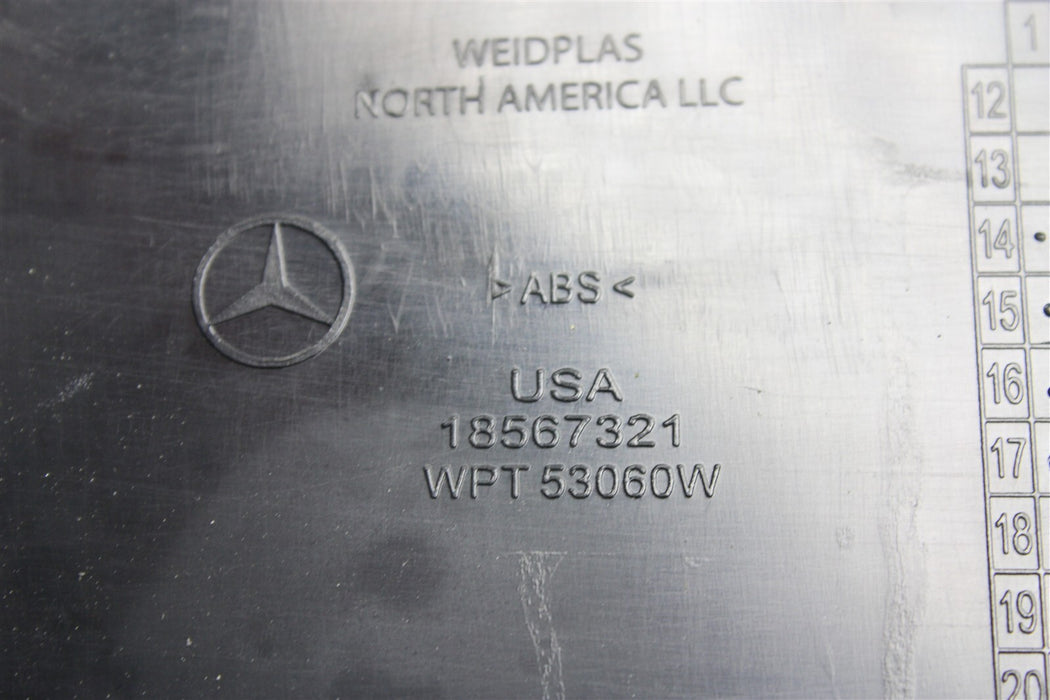 WEIDPLAS
NORTH AMERICA LLC
>ABS<
USA
18567321
WPT 53060W
1
12
13
14
15
16
17
18
19
20